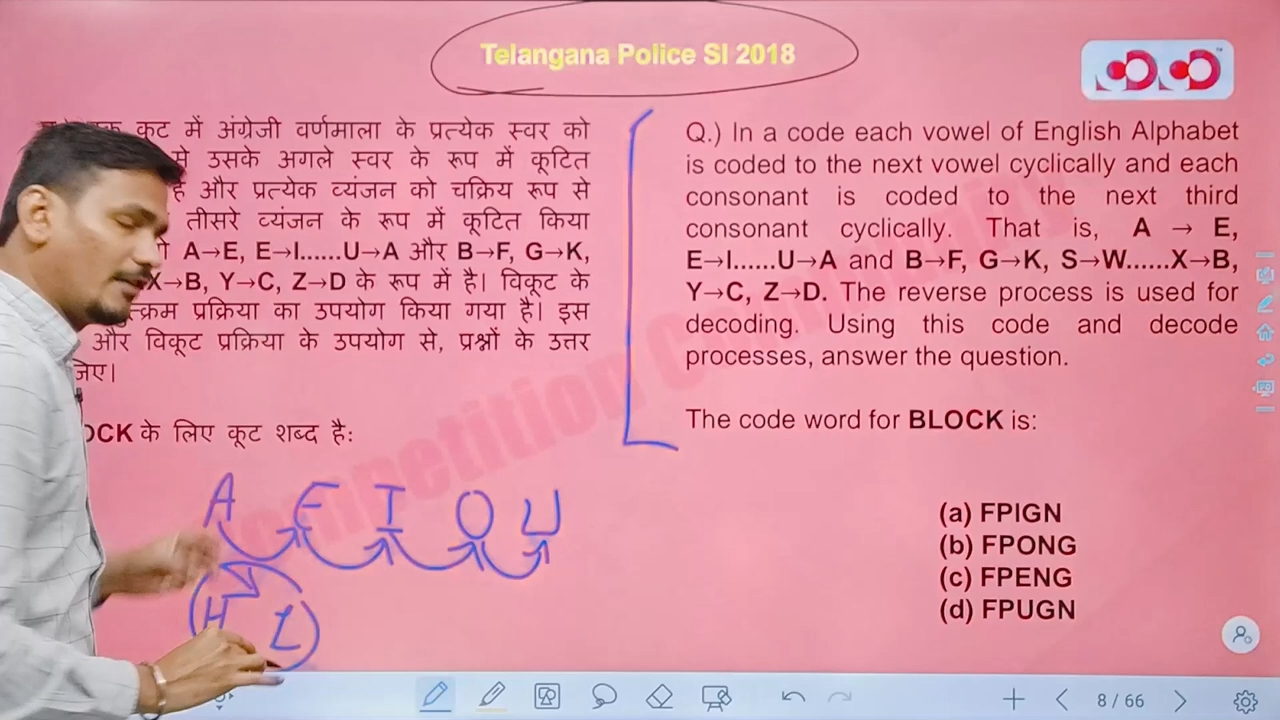 Telangana Police SI 2018
कूट में अंग्रेजी वर्णमाला के प्रत्येक स्वर को
से उसके अगले स्वर के रूप में कूटित
है और प्रत्येक व्यंजन को चक्रिय रूप से
तीसरे व्यंजन के रूप में कूटित किया
A→E, E→I......U→A और B→F, G→K,
X→B, Y→C, Z→D के रूप में है। विकूट के
प्रक्रिया का उपयोग किया गया है। इस
और विकूट प्रक्रिया के उपयोग से, प्रश्नों के उत्तर
OCK के लिए कूट शब्द है:
A E I O U
H L
Q.) In a code each vowel of English Alphabet
is coded to the next vowel cyclically and each
consonant is coded to the next third
consonant cyclically. That is, A → E,
E→I......U→A and B→F, G→K, S→W......X→B,
Y→C, Z→D. The reverse process is used for
decoding. Using this code and decode
processes, answer the question.
The code word for BLOCK is:
(a) FPIGN
(b) FPONG
(c) FPENG
(d) FPUGN
8 / 66